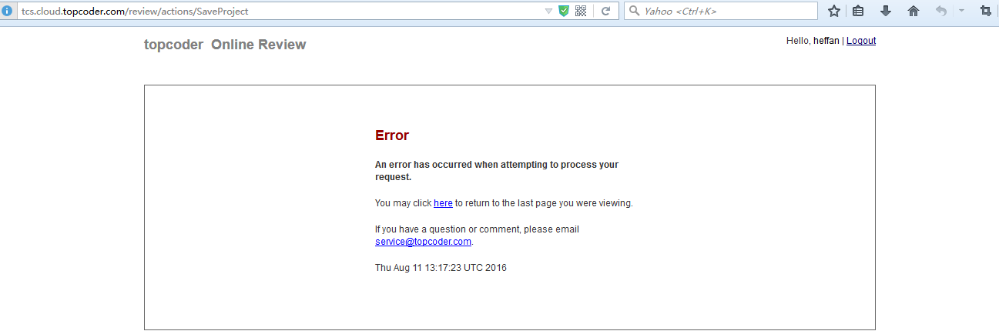 tcs.cloud.topcoder.com/review/actions/SaveProject
Yahoo <Ctrl+K>
topcoder Online Review
Hello, heffan | Logout
Error
An error has occurred when attempting to process your
request.
You may click here to return to the last page you were viewing.
If you have a question or comment, please email
service@topcoder.com.
Thu Aug 11 13:17:23 UTC 2016